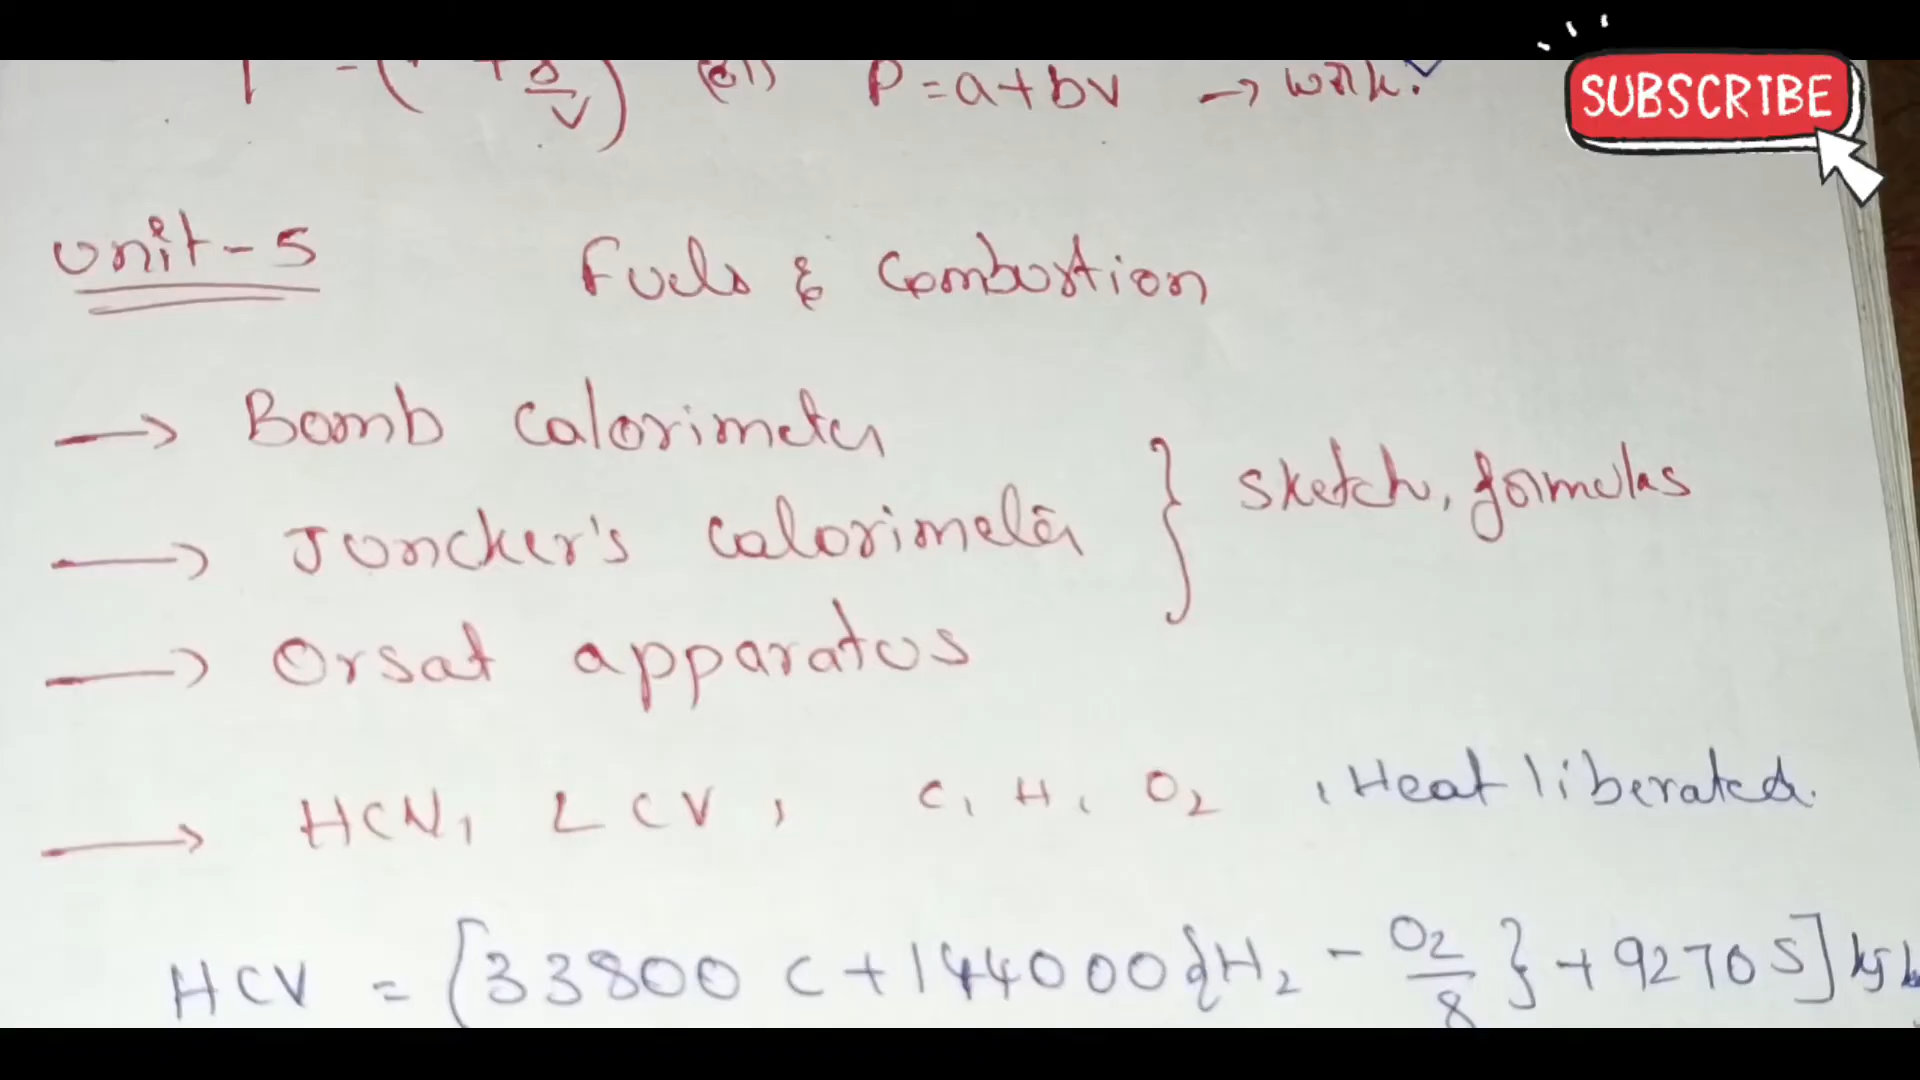 SUBSCRIBE
P = a + bv → work.
Unit-5 Fuels & Combustion
→ Bomb Calorimeter
→ Juncker's Calorimeter } Sketch, formulas
→ Orsat apparatus
→ HCV, LCV, C, H, O2, Heat liberated.
HCV = [33800 C + 144000 {H2 - O2/8} + 9270 S] kJ/